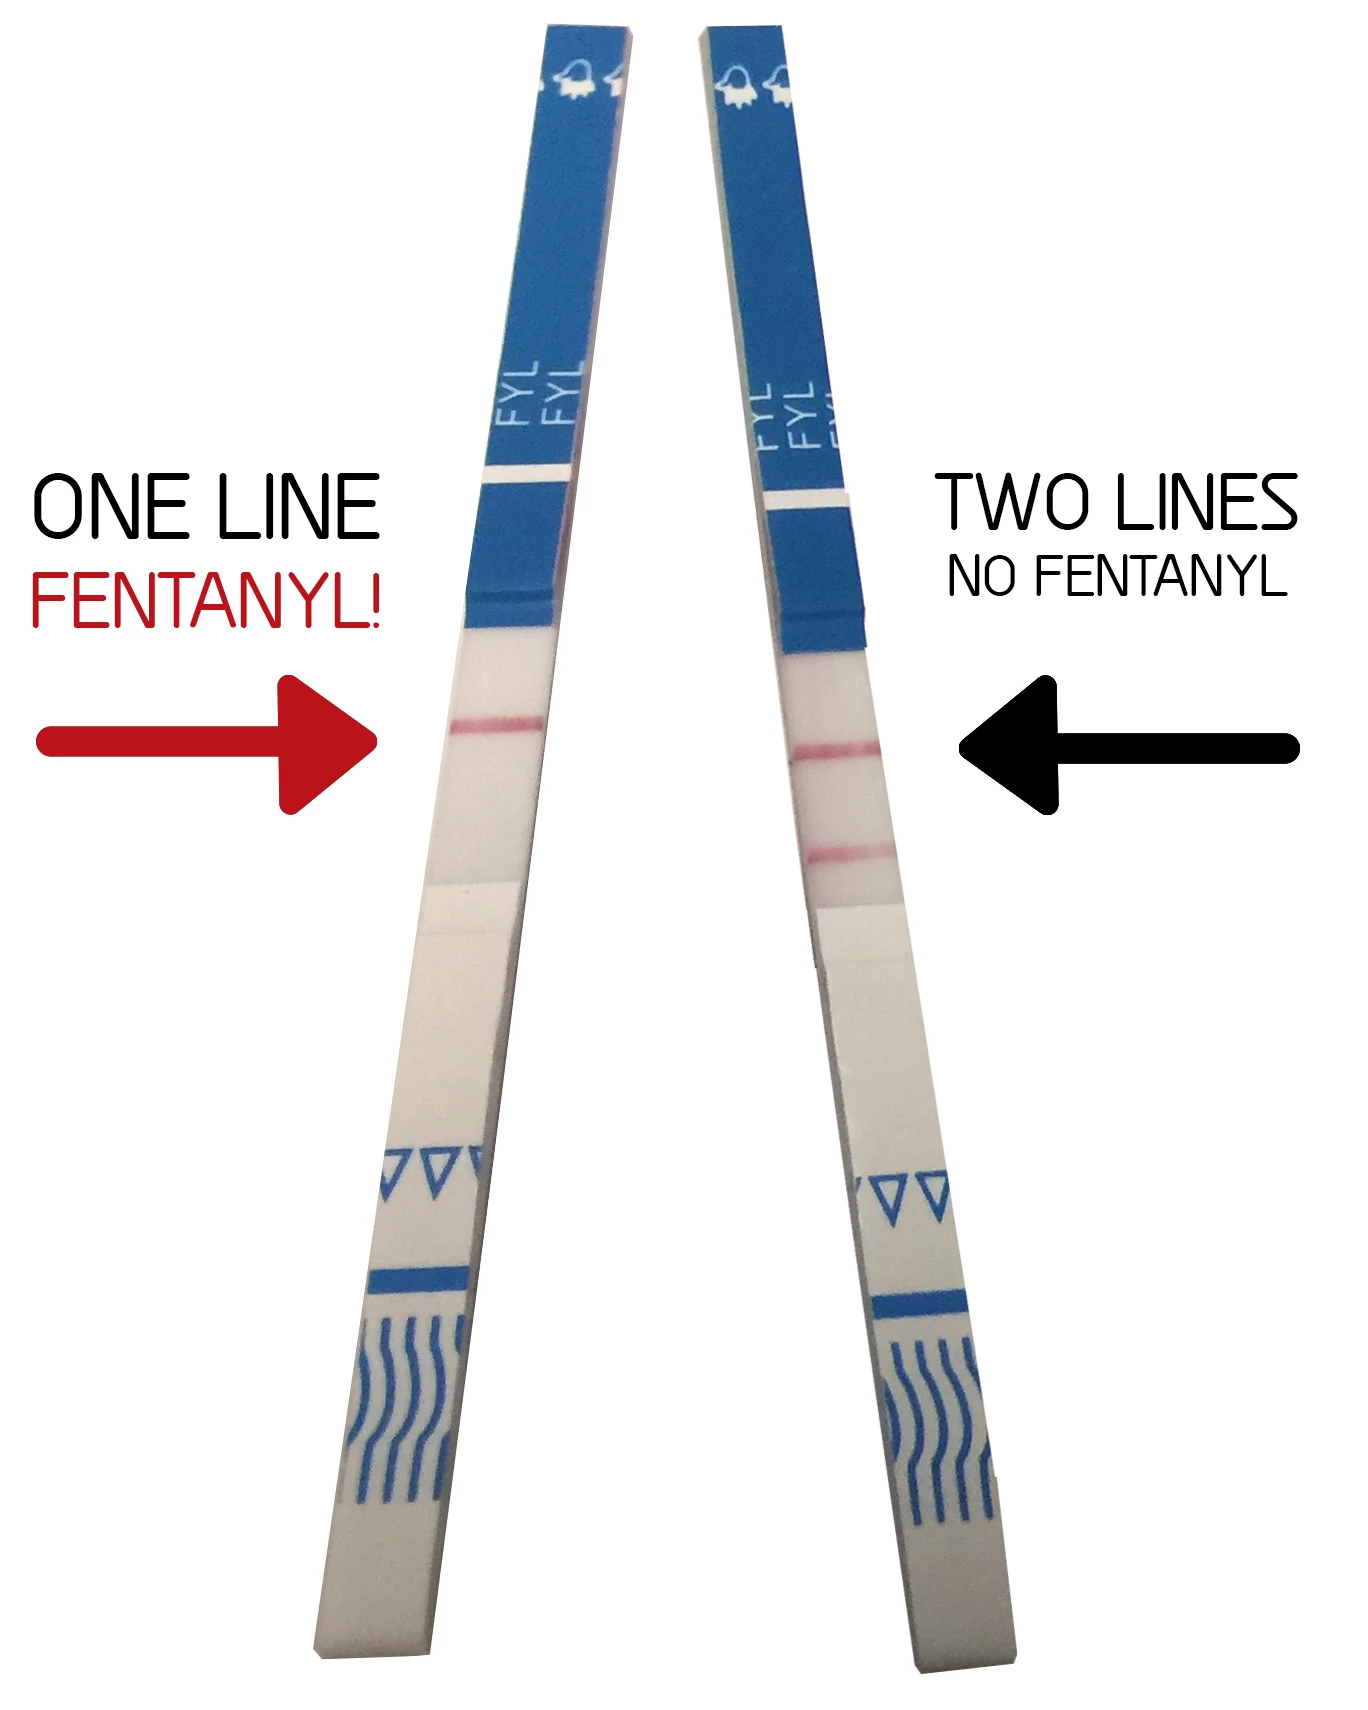 ONE LINE
FENTANYL!
TWO LINES
NO FENTANYL
FYL
FYL
FYL
FYL